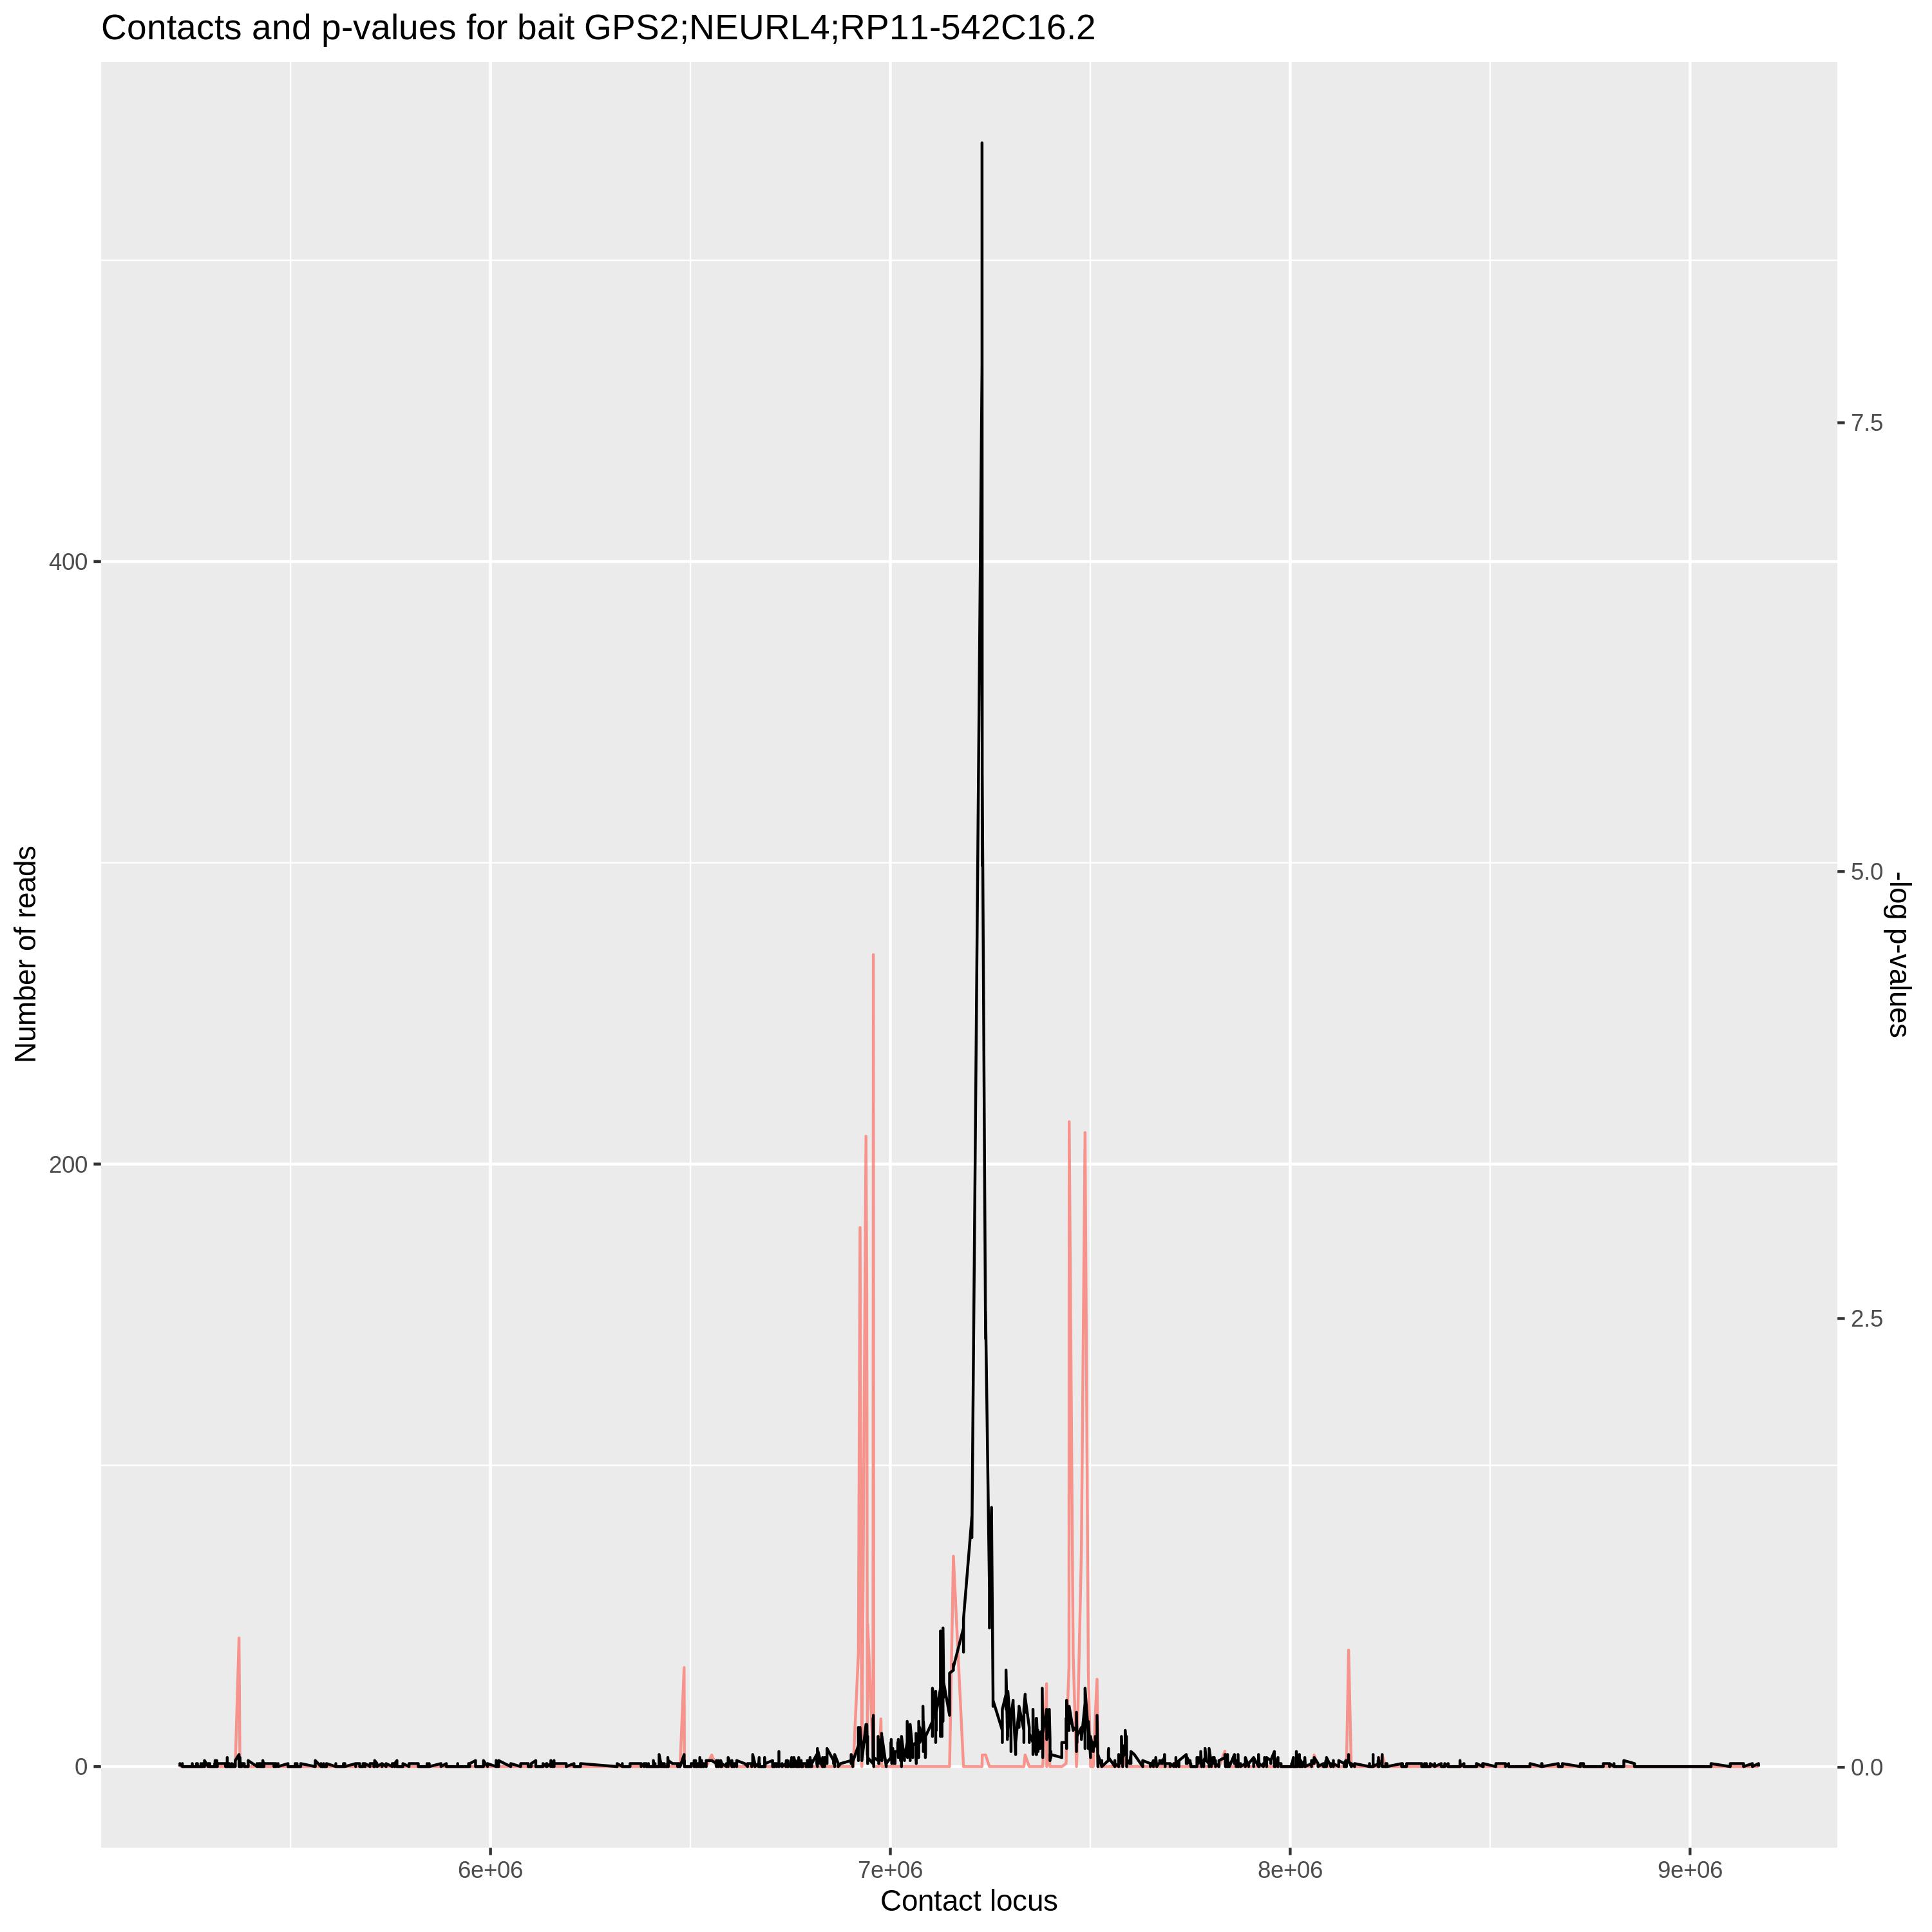 Contacts and p-values for bait GPS2;NEURL4;RP11-542C16.2
400
200
0
Number of reads
7.5
5.0
2.5
0.0
-log p-values
6e+06
7e+06
8e+06
9e+06
Contact locus